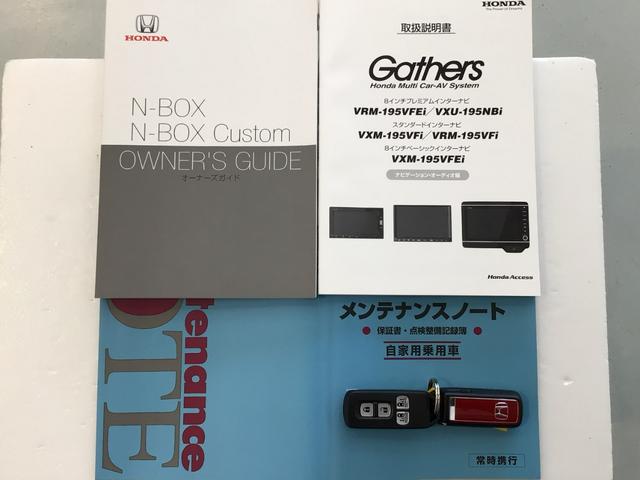 HONDA
N-BOX
N-BOX Custom
OWNER'S GUIDE
オーナーズガイド
HONDA
The Power of Dreams
取扱説明書
Gathers
Honda Multi Car-AV System
8インチプレミアムインターナビ
VRM-195VFEi/VXU-195NBi
スタンダードインターナビ
VXM-195VFi/VRM-195VFi
8インチベーシックインターナビ
VXM-195VFEi
ナビゲーション・オーディオ編
Honda Access
メンテナンスノート
保証書・点検整備記録簿
自家用乗用車
常時携行
tenance
OTE